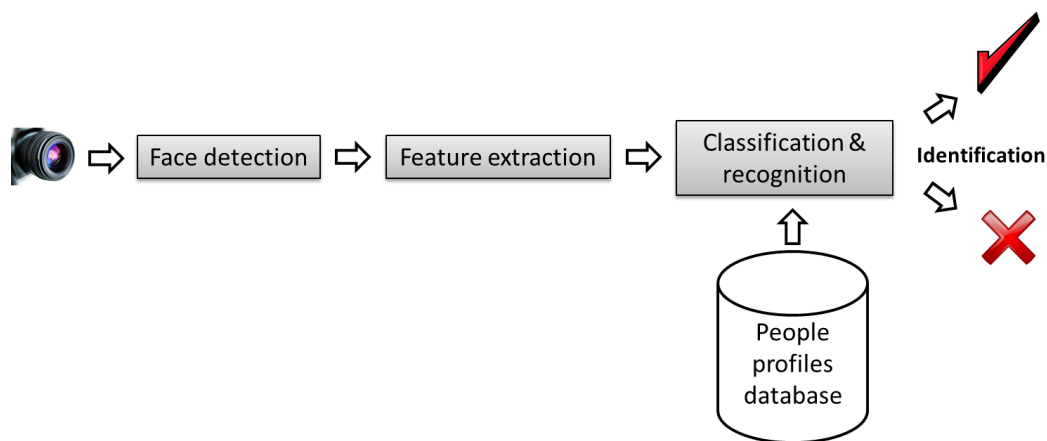 Face detection
Feature extraction
Classification &
recognition
Identification
People
profiles
database